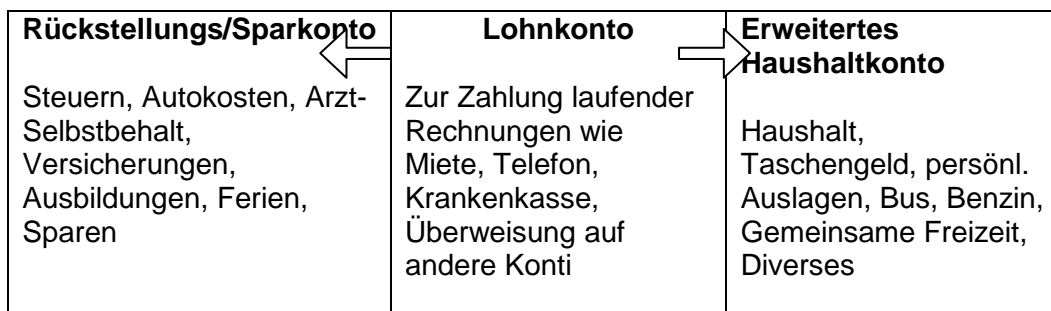 Rückstellungs/Sparkonto
Steuern, Autokosten, Arzt-
Selbstbehalt,
Versicherungen,
Ausbildungen, Ferien,
Sparen
Lohnkonto
Zur Zahlung laufender
Rechnungen wie
Miete, Telefon,
Krankenkasse,
Überweisung auf
andere Konti
Erweitertes
Haushaltkonto
Haushalt,
Taschengeld, persönl.
Auslagen, Bus, Benzin,
Gemeinsame Freizeit,
Diverses